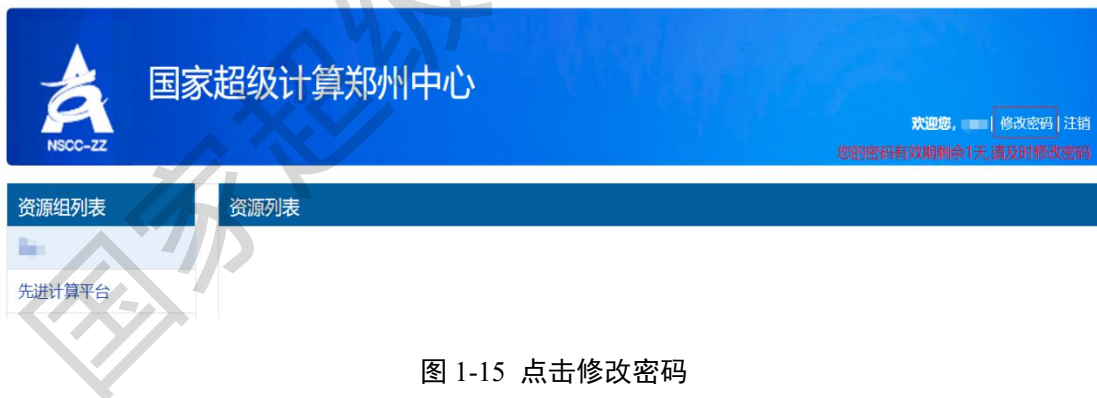 国家超级计算郑州中心
NSCC-ZZ
欢迎您, | 修改密码 | 注销
您的密码有效期剩余1天,请及时修改密码
资源组列表
资源列表
先进计算平台
图 1-15 点击修改密码
国家超级